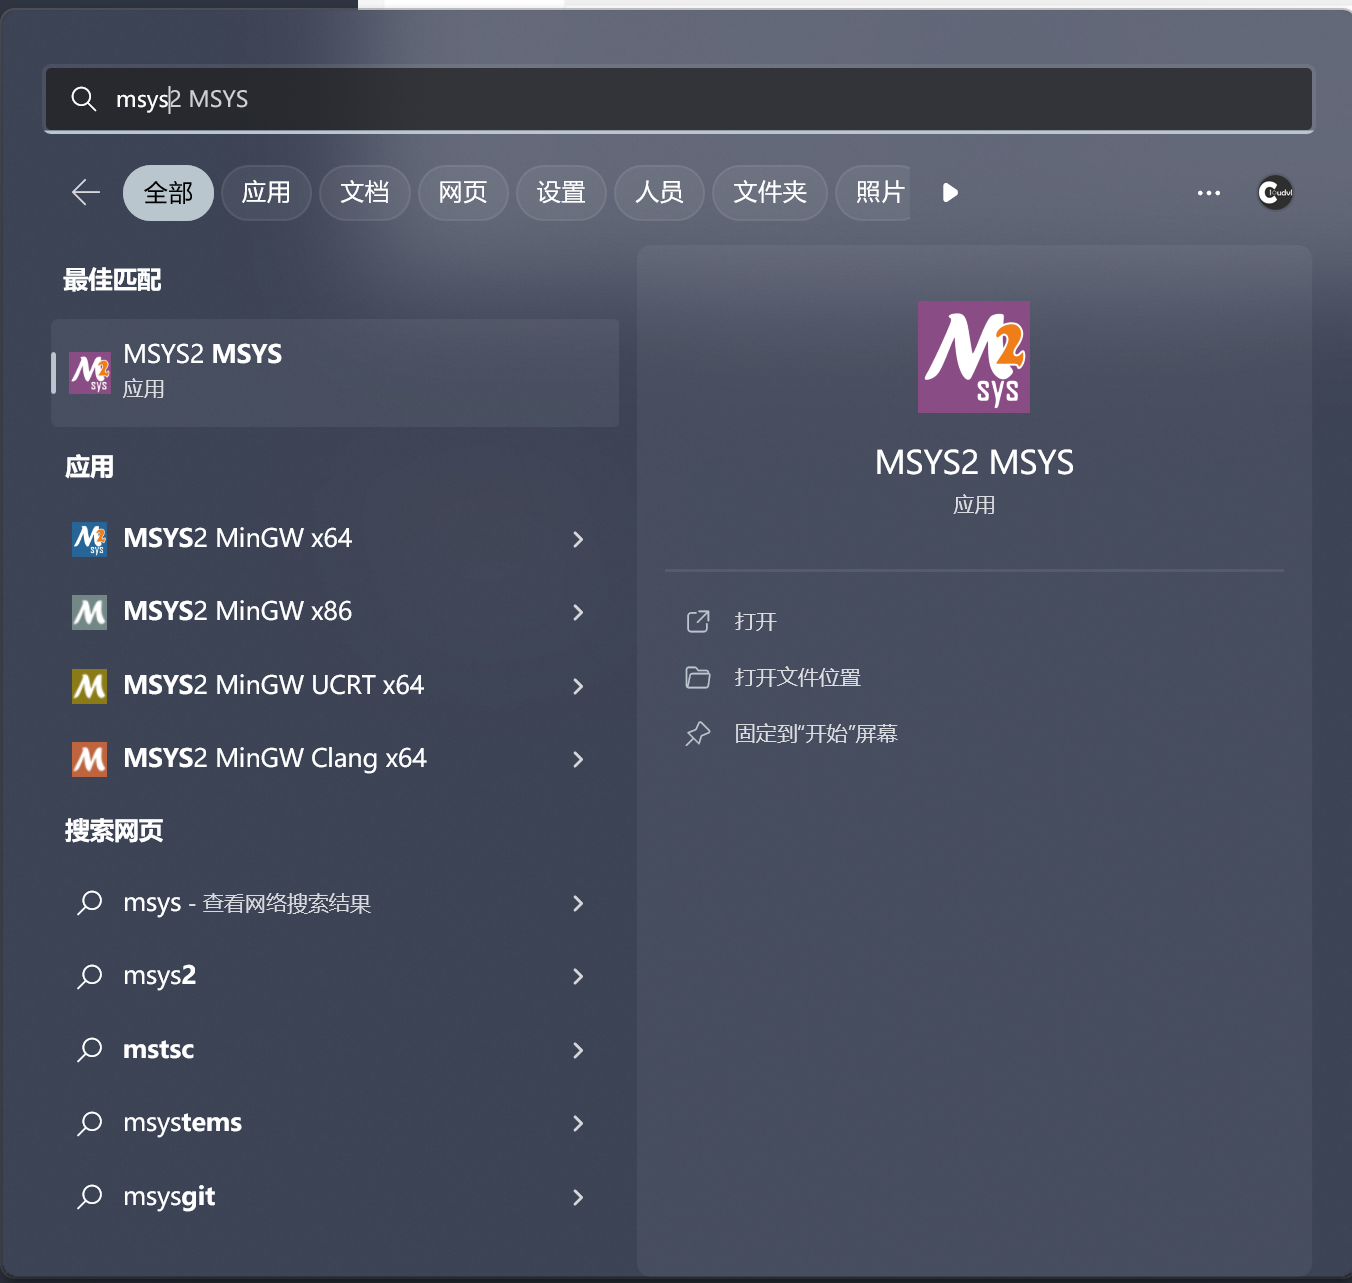 msys2 MSYS
全部 应用 文档 网页 设置 人员 文件夹 照片
最佳匹配
MSYS2 MSYS
应用
应用
MSYS2 MinGW x64
MSYS2 MinGW x86
MSYS2 MinGW UCRT x64
MSYS2 MinGW Clang x64
搜索网页
msys - 查看网络搜索结果
msys2
mstsc
msystems
msysgit
M2
sys
MSYS2 MSYS
应用
打开
打开文件位置
固定到“开始”屏幕